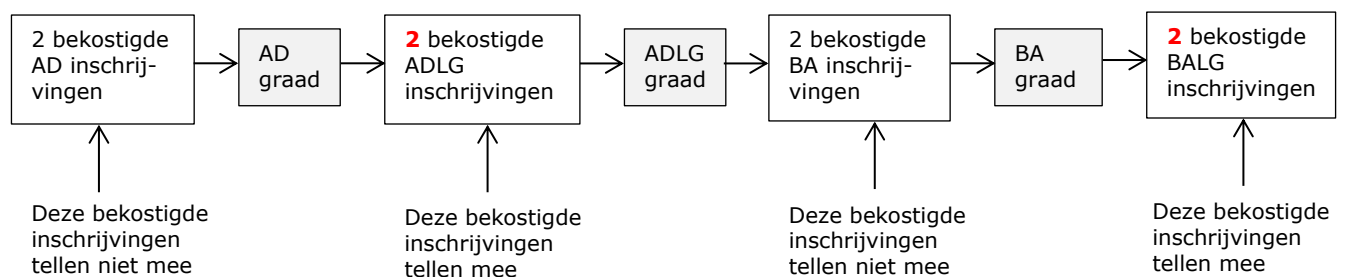 2 bekostigde
AD inschrij-
vingen
AD
graad
2 bekostigde
ADLG
inschrijvingen
ADLG
graad
2 bekostigde
BA inschrij-
vingen
BA
graad
2 bekostigde
BALG
inschrijvingen
Deze bekostigde
inschrijvingen
tellen niet mee
Deze bekostigde
inschrijvingen
tellen mee
Deze bekostigde
inschrijvingen
tellen niet mee
Deze bekostigde
inschrijvingen
tellen mee